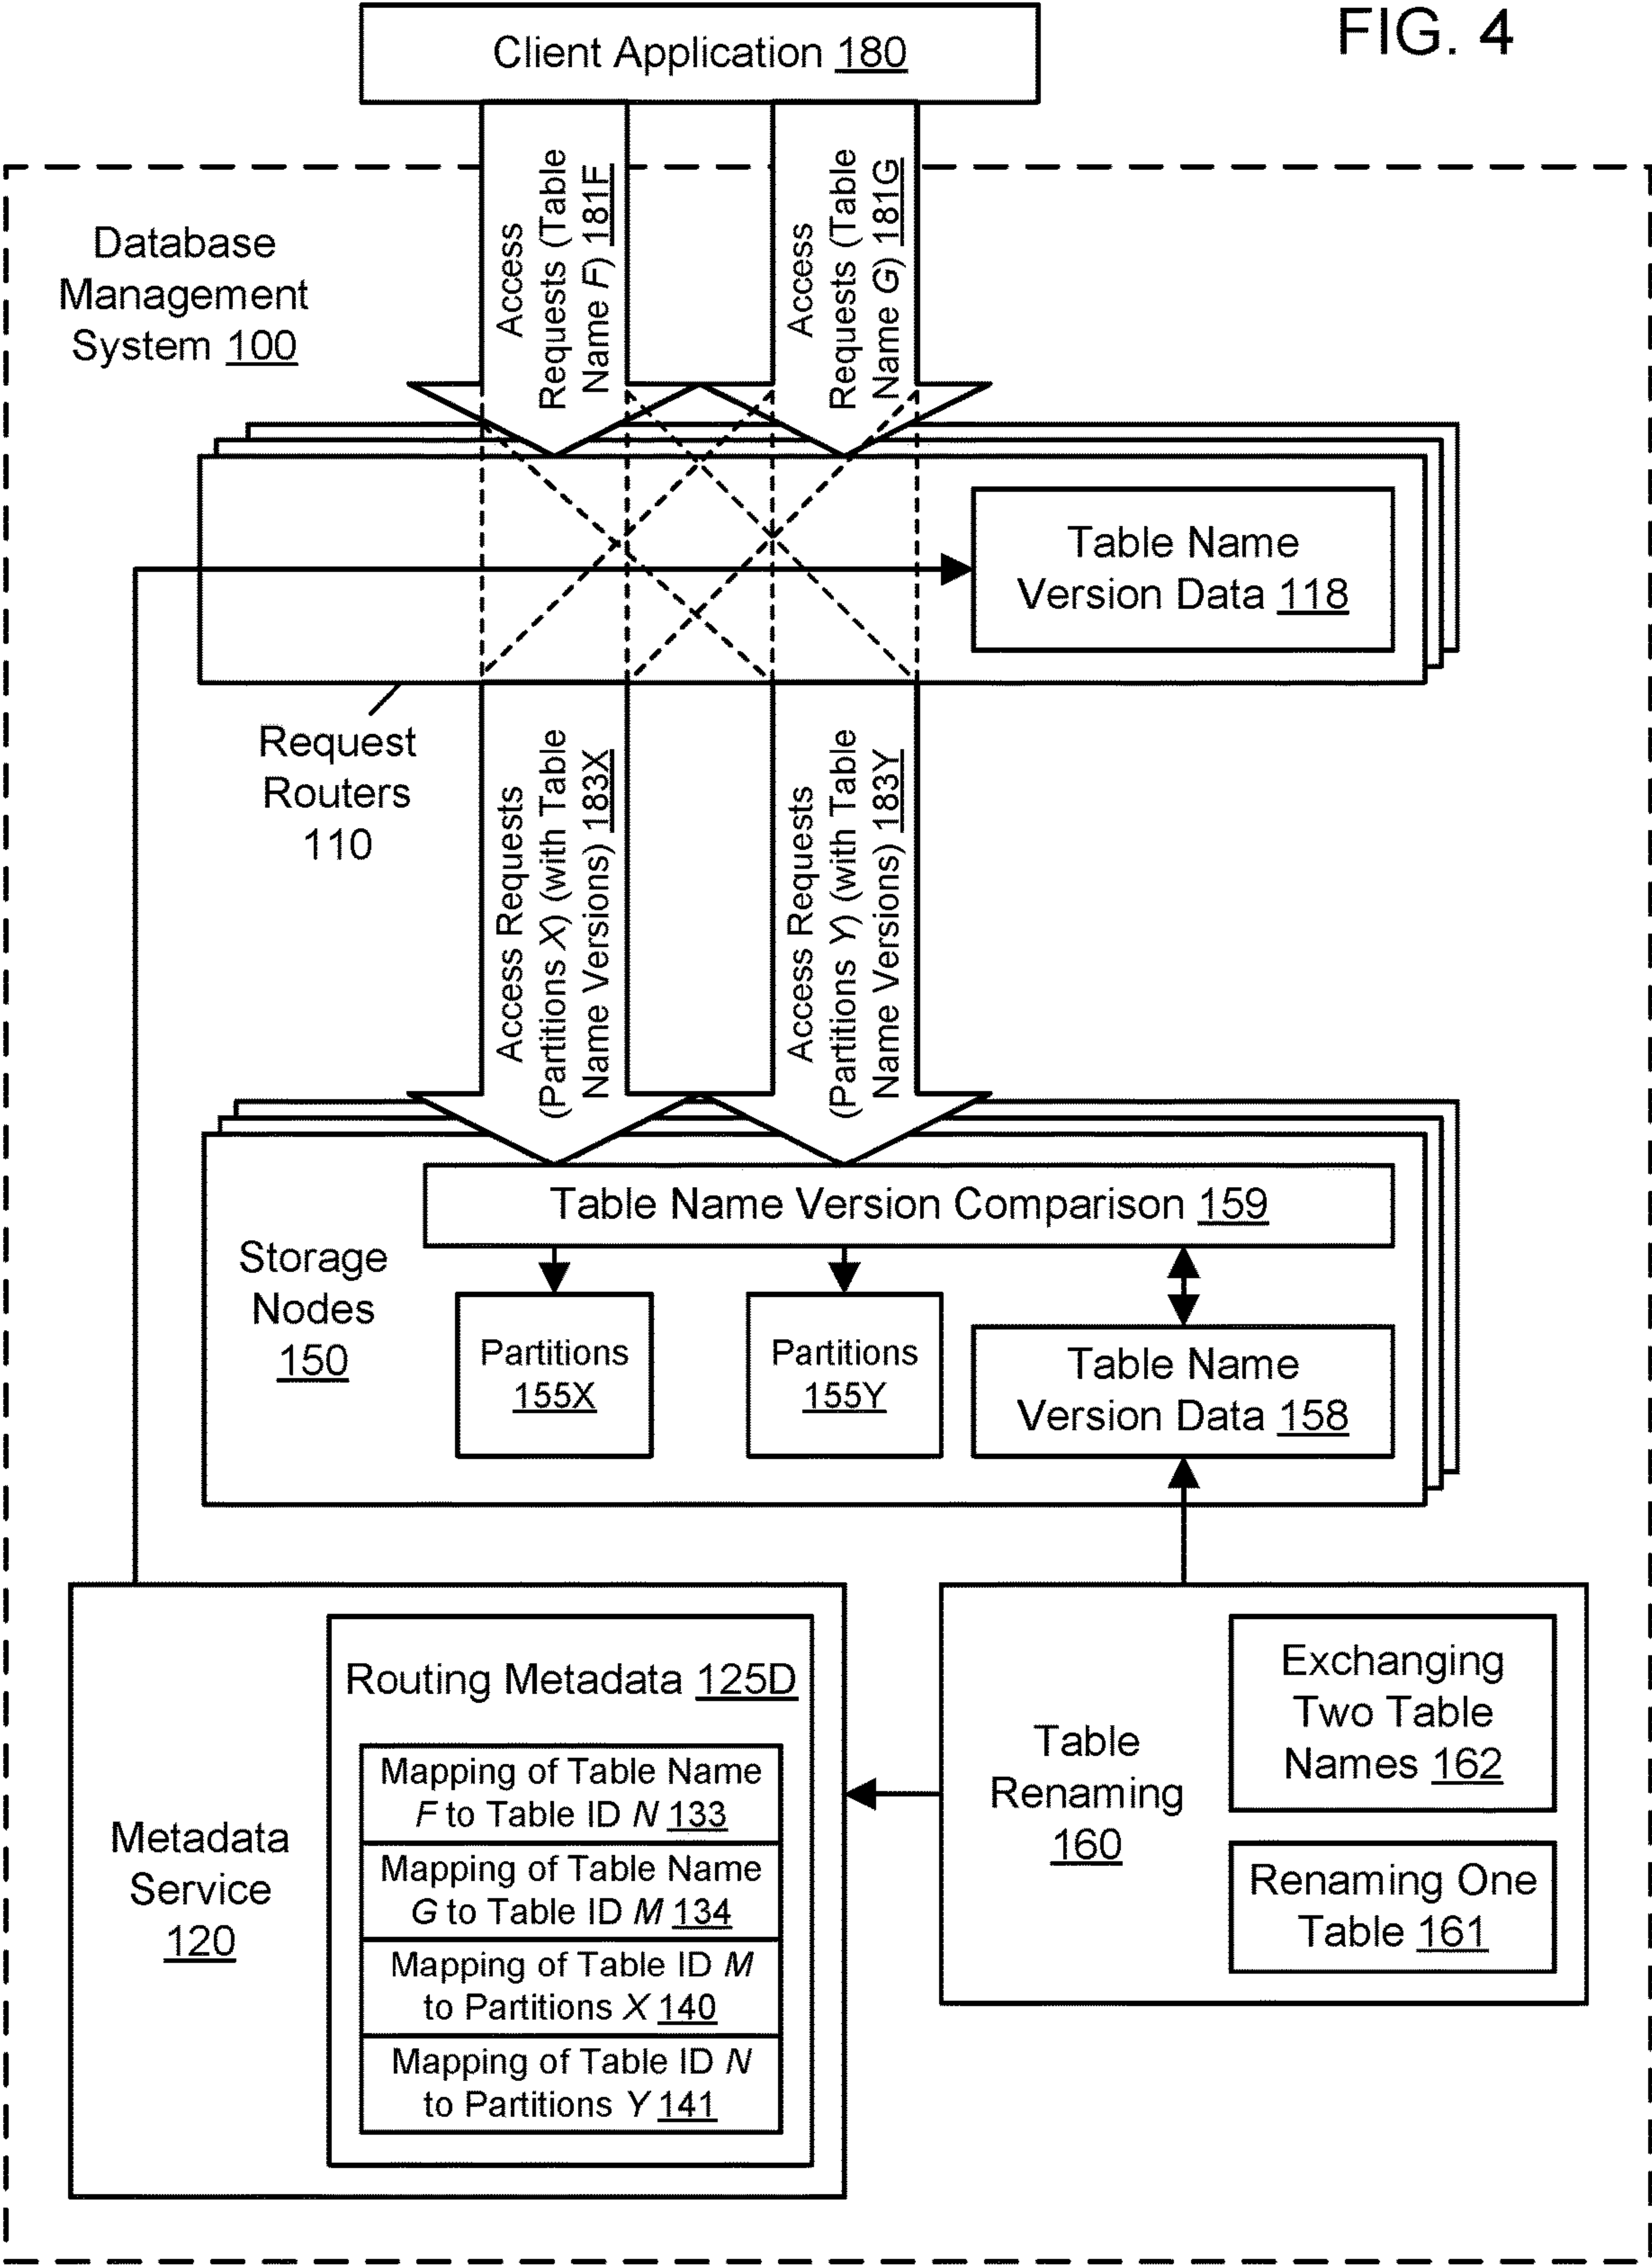 FIG. 4
Client Application 180
Database
Management
System 100
Access
Requests (Table
Name F) 181F
Access
Requests (Table
Name G) 181G
Table Name
Version Data 118
Request
Routers
110
Access Requests
(Partitions X) (with Table
Name Versions) 183X
Access Requests
(Partitions Y) (with Table
Name Versions) 183Y
Table Name Version Comparison 159
Storage
Nodes
150
Partitions
155X
Partitions
155Y
Table Name
Version Data 158
Metadata
Service
120
Routing Metadata 125D
Mapping of Table Name
F to Table ID N 133
Mapping of Table Name
G to Table ID M 134
Mapping of Table ID M
to Partitions X 140
Mapping of Table ID N
to Partitions Y 141
Table
Renaming
160
Exchanging
Two Table
Names 162
Renaming One
Table 161